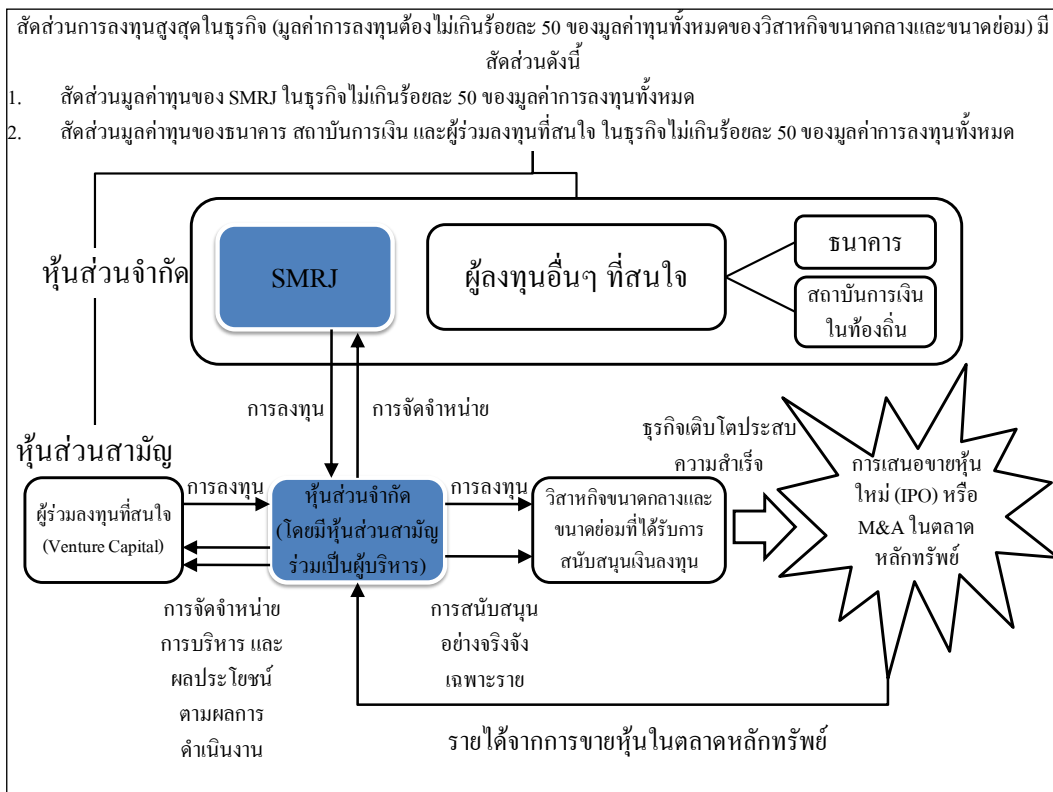 สัดส่วนการลงทุนสูงสุดในธุรกิจ (มูลค่าการลงทุนต้องไม่เกินร้อยละ 50 ของมูลค่าทุนทั้งหมดของวิสาหกิจขนาดกลางและขนาดย่อม) มี
สัดส่วนดังนี้
1. สัดส่วนมูลค่าทุนของ SMRJ ในธุรกิจไม่เกินร้อยละ 50 ของมูลค่าการลงทุนทั้งหมด
2. สัดส่วนมูลค่าทุนของธนาคาร สถาบันการเงิน และผู้ร่วมลงทุนที่สนใจ ในธุรกิจไม่เกินร้อยละ 50 ของมูลค่าการลงทุนทั้งหมด
หุ้นส่วนจำกัด
SMRJ
ผู้ลงทุนอื่นๆ ที่สนใจ
ธนาคาร
สถาบันการเงิน
ในท้องถิ่น
การลงทุน
การจัดจำหน่าย
หุ้นส่วนสามัญ
ผู้ร่วมลงทุนที่สนใจ
(Venture Capital)
การลงทุน
หุ้นส่วนจำกัด
(โดยมีหุ้นส่วนสามัญ
ร่วมเป็นผู้บริหาร)
การลงทุน
วิสาหกิจขนาดกลางและ
ขนาดย่อมที่ได้รับการ
สนับสนุนเงินลงทุน
ธุรกิจเติบโตประสบ
ความสำเร็จ
การเสนอขายหุ้น
ใหม่ (IPO) หรือ
M&A ในตลาด
หลักทรัพย์
การจัดจำหน่าย
การบริหาร และ
ผลประโยชน์
ตามผลการ
ดำเนินงาน
การสนับสนุน
อย่างจริงจัง
เฉพาะราย
รายได้จากการขายหุ้นในตลาดหลักทรัพย์